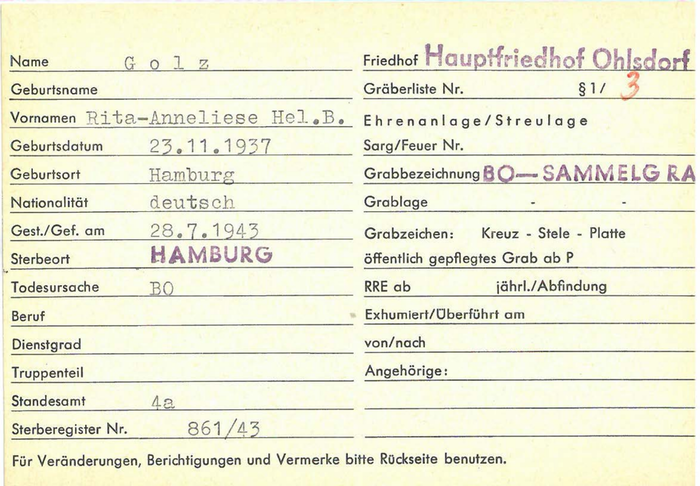 Name Golz
Geburtsname
Vornamen Rita-Anneliese Hel.B.
Geburtsdatum 23.11.1937
Geburtsort Hamburg
Nationalität deutsch
Gest./Gef. am 28.7.1943
Sterbeort HAMBURG
Todesursache BO
Beruf
Dienstgrad
Truppenteil
Standesamt 4a
Sterberegister Nr. 861/43
Friedhof Hauptfriedhof Ohlsdorf
Gräberliste Nr. §1/ 3
Ehrenanlage/Streulage
Sarg/Feuer Nr.
Grabbezeichnung BO-SAMMELGRA
Grablage - -
Grabzeichen: Kreuz - Stele - Platte
öffentlich gepflegtes Grab ab P
RRE ab jährl./Abfindung
Exhumiert/Überführt am
von/nach
Angehörige:
Für Veränderungen, Berichtigungen und Vermerke bitte Rückseite benutzen.